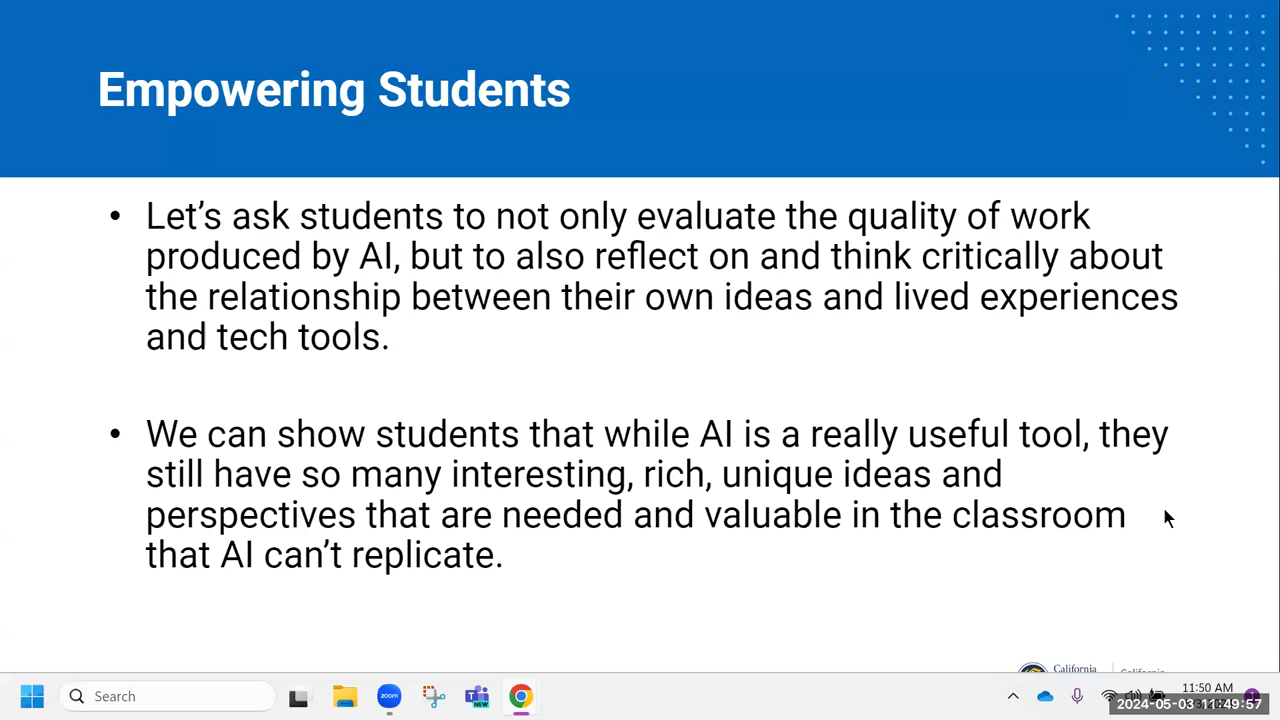 Empowering Students
• Let’s ask students to not only evaluate the quality of work
produced by AI, but to also reflect on and think critically about
the relationship between their own ideas and lived experiences
and tech tools.
• We can show students that while AI is a really useful tool, they
still have so many interesting, rich, unique ideas and
perspectives that are needed and valuable in the classroom
that AI can’t replicate.
California
California
Search
zoom
NEW
11:50 AM
2024-05-03 11:49:57